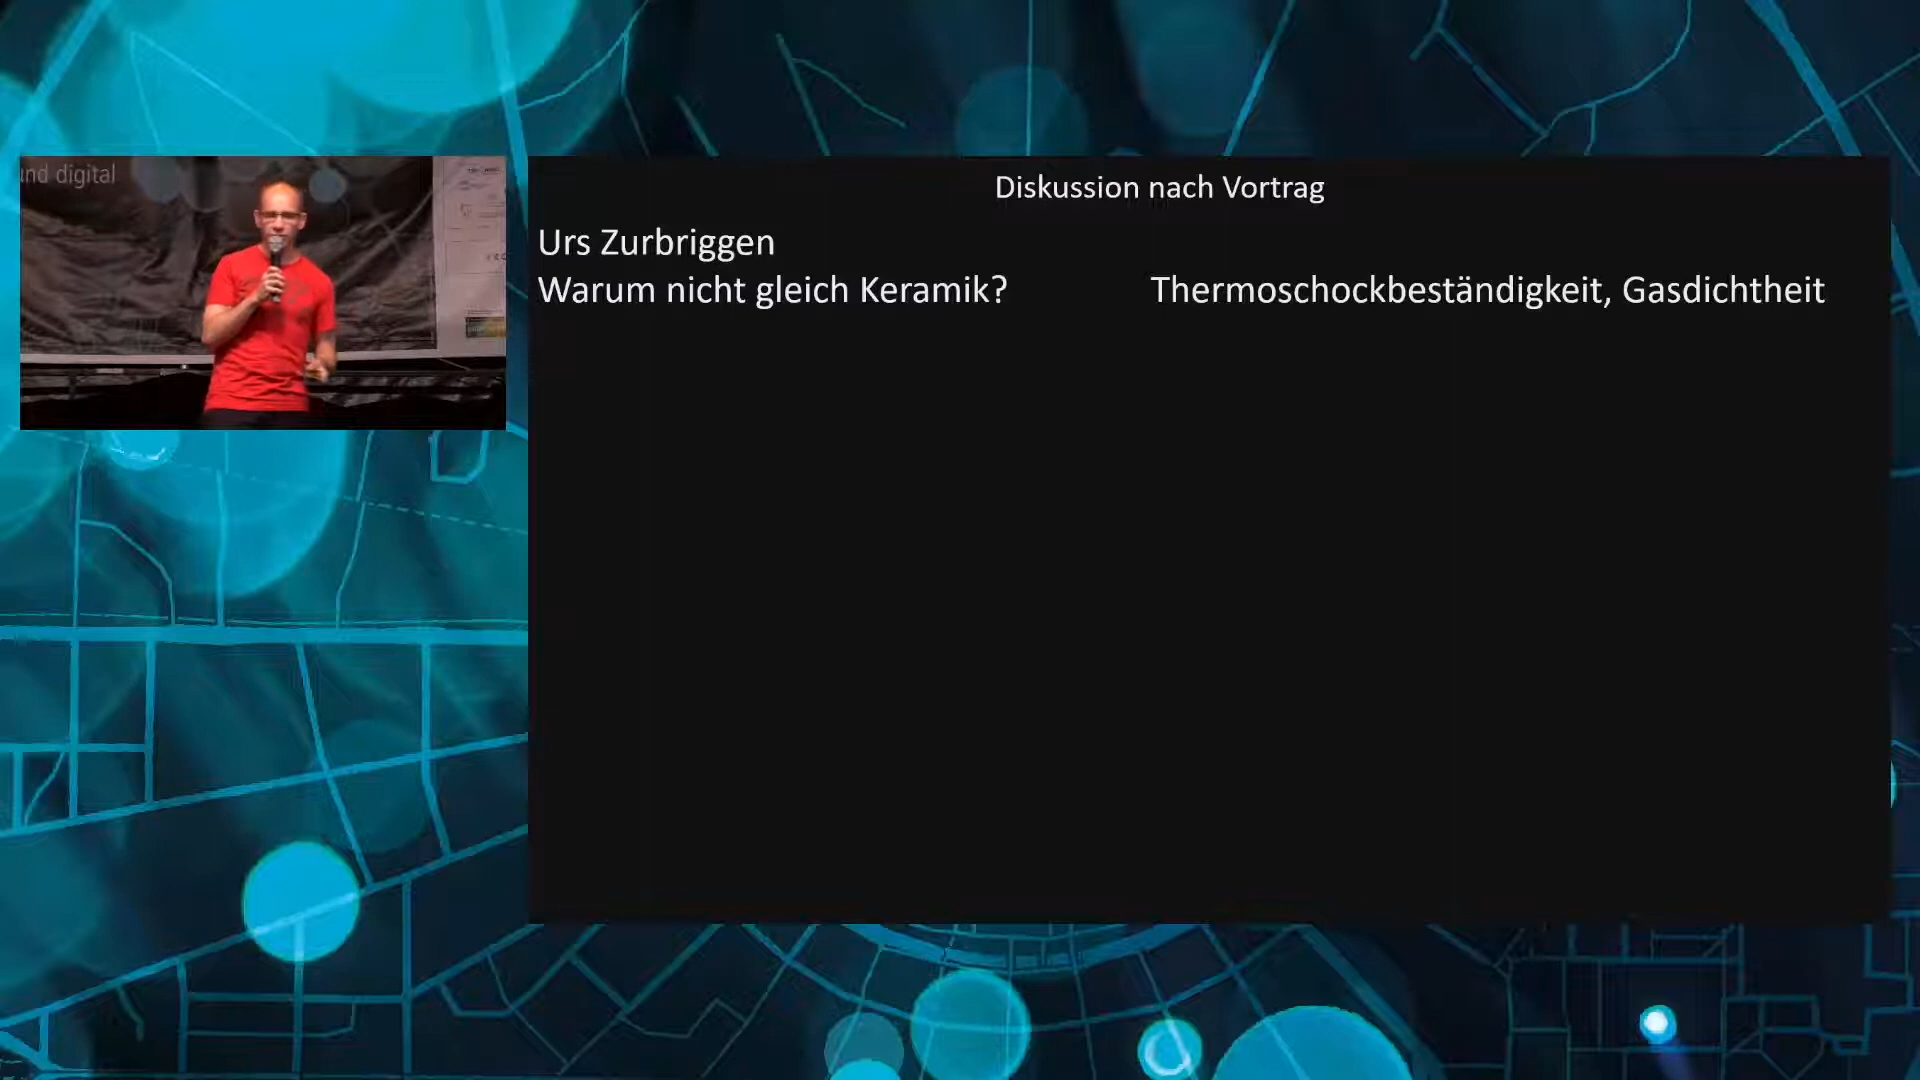 und digital
Diskussion nach Vortrag
Urs Zurbriggen
Warum nicht gleich Keramik? Thermoschockbeständigkeit, Gasdichtheit